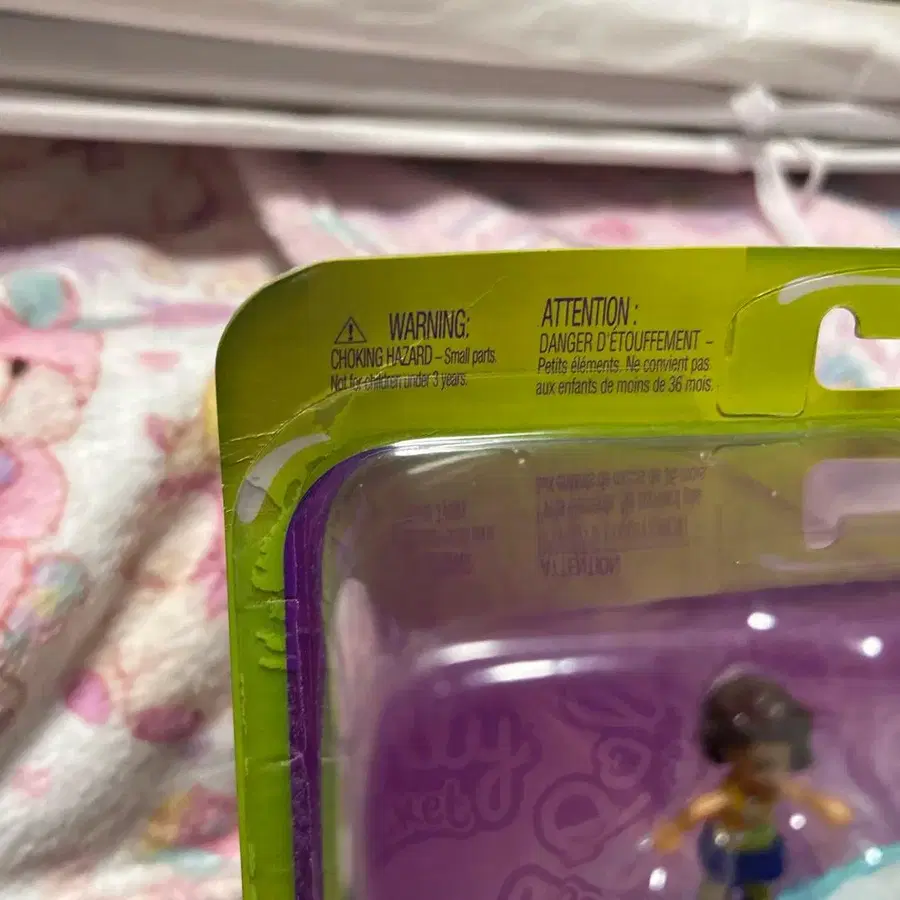 ⚠ WARNING:
CHOKING HAZARD – Small parts.
Not for children under 3 years.
ATTENTION :
DANGER D'ÉTOUFFEMENT –
Petits éléments. Ne convient pas
aux enfants de moins de 36 mois.